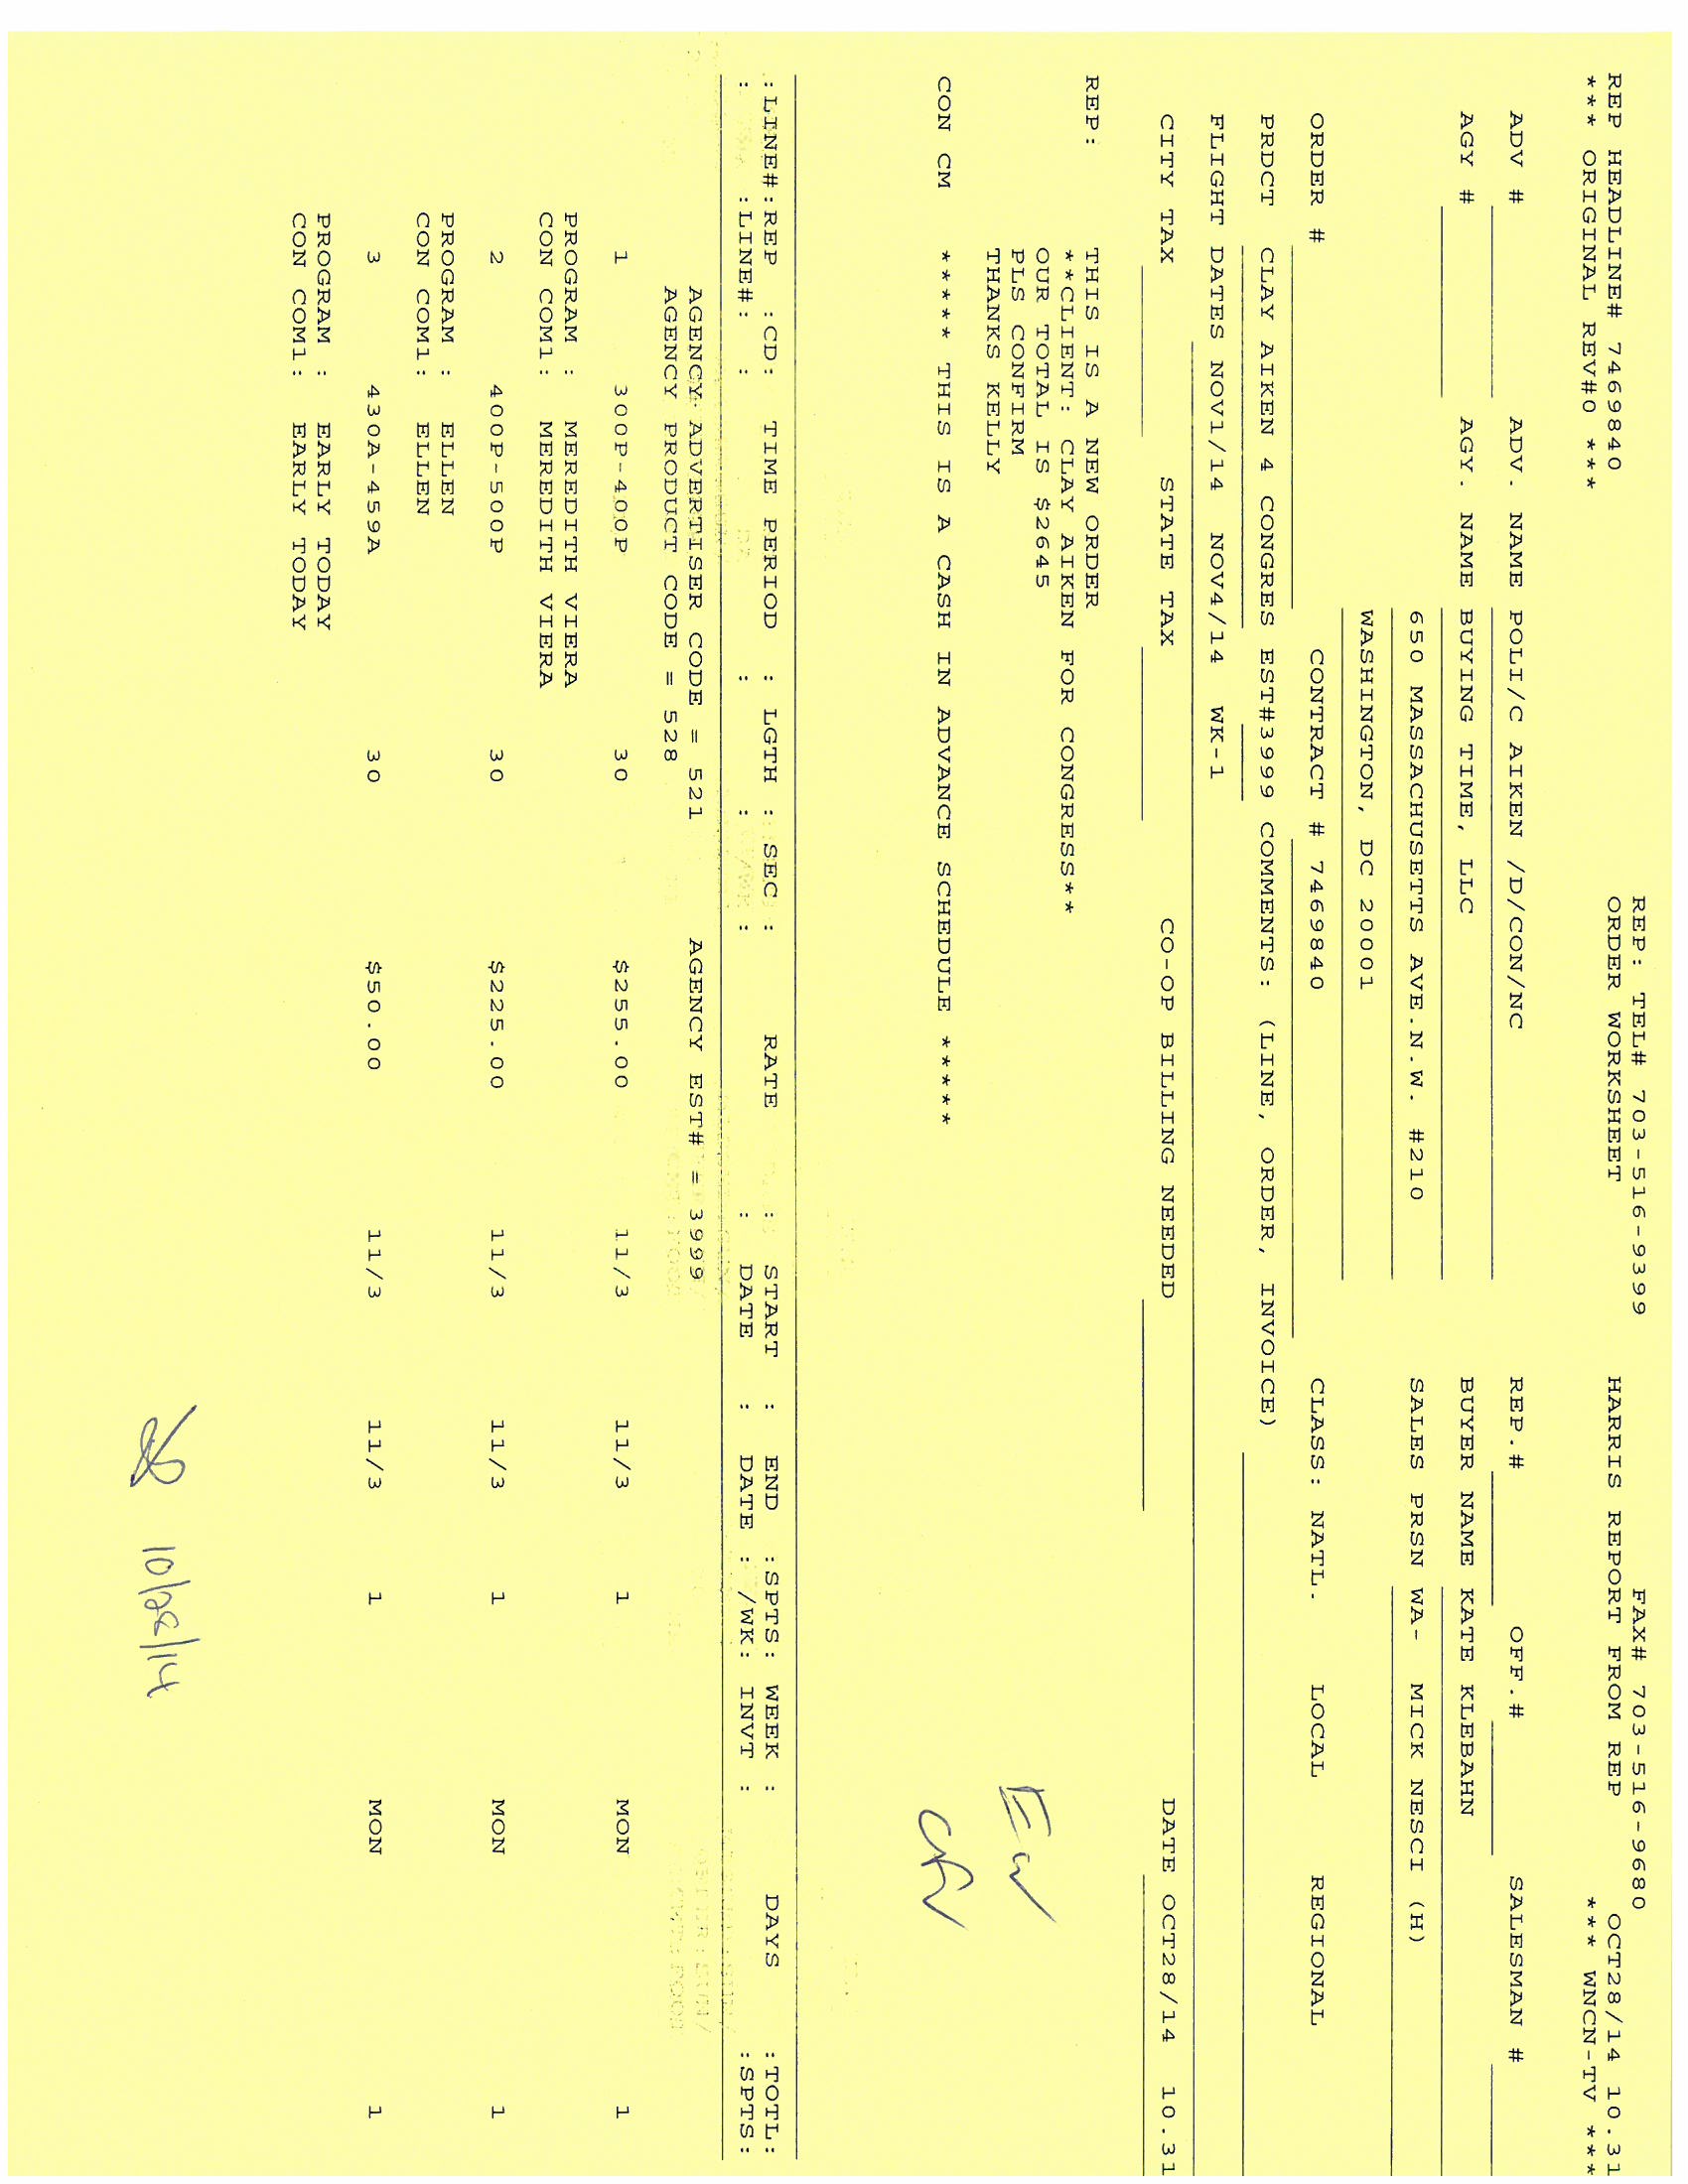 REP: TEL# 703-516-9399 FAX# 703-516-9680
REP HEADLINE# 7469840 ORDER WORKSHEET HARRIS REPORT FROM REP OCT28/14 10.31
*** ORIGINAL REV#0 *** *** WNCN-TV ***
ADV # ADV. NAME POLI/C AIKEN /D/CON/NC REP.# OFF.# SALESMAN #
AGY # AGY. NAME BUYING TIME, LLC BUYER NAME KATE KLEBAHN
650 MASSACHUSETTS AVE.N.W. #210 SALES PRSN WA- MICK NESCI (H)
WASHINGTON, DC 20001
ORDER # CONTRACT # 7469840 CLASS: NATL. LOCAL REGIONAL
PRDCT CLAY AIKEN 4 CONGRES EST#3999 COMMENTS: (LINE, ORDER, INVOICE)
FLIGHT DATES NOV1/14 NOV4/14 WK-1
CITY TAX STATE TAX CO-OP BILLING NEEDED DATE OCT28/14 10.31
REP: THIS IS A NEW ORDER
**CLIENT: CLAY AIKEN FOR CONGRESS**
OUR TOTAL IS $2645
PLS CONFIRM
THANKS KELLY
CON CM ***** THIS IS A CASH IN ADVANCE SCHEDULE *****
:LINE#:REP :CD: TIME PERIOD : LGTH : SEC : RATE : START : END :SPTS: WEEK : DAYS :TOTL:
: :LINE#: : : : : : DATE : DATE : /WK: INVT : :SPTS:
AGENCY ADVERTISER CODE = 521 AGENCY EST# = 3999
AGENCY PRODUCT CODE = 528
1 300P-400P 30 $255.00 11/3 11/3 1 MON 1
PROGRAM : MEREDITH VIERA
CON COM1: MEREDITH VIERA
2 400P-500P 30 $225.00 11/3 11/3 1 MON 1
PROGRAM : ELLEN
CON COM1: ELLEN
3 430A-459A 30 $50.00 11/3 11/3 1 MON 1
PROGRAM : EARLY TODAY
CON COM1: EARLY TODAY
10/28/14